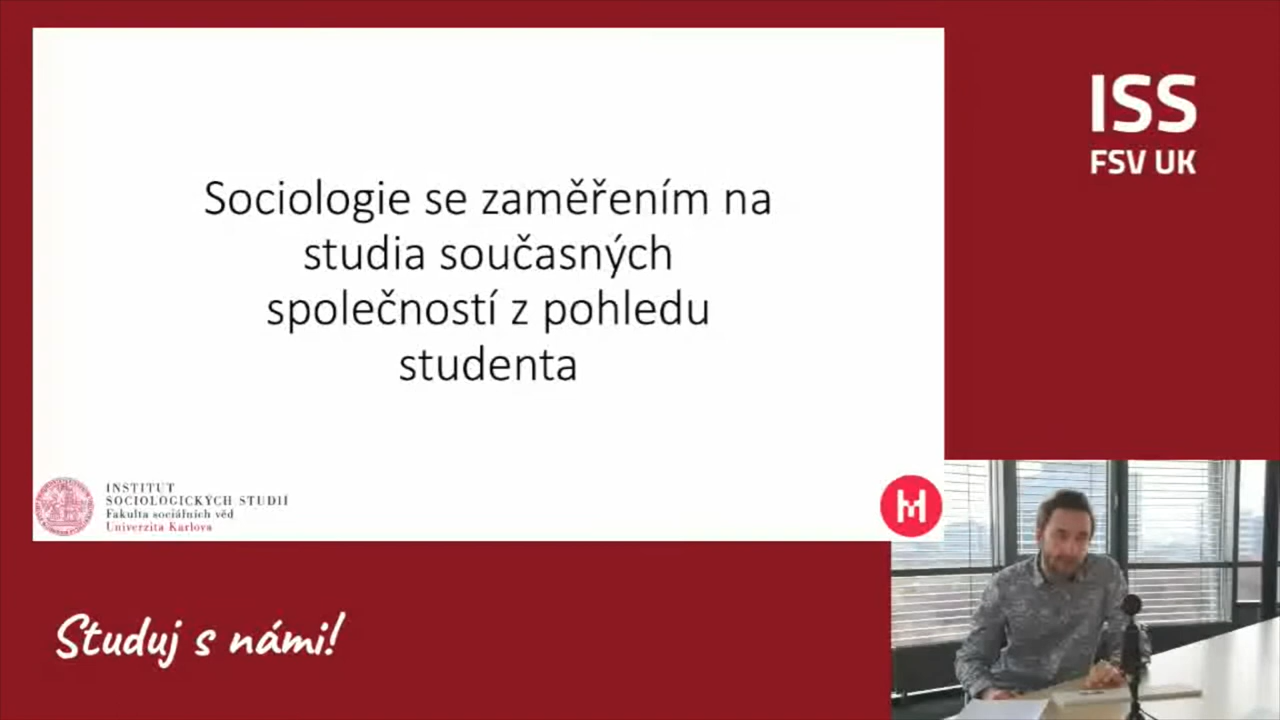 Sociologie se zaměřením na
studia současných
společností z pohledu
studenta
INSTITUT
SOCIOLOGICKÝCH STUDIÍ
Fakulta sociálních věd
Univerzita Karlova
ISS
FSV UK
Studuj s námi!